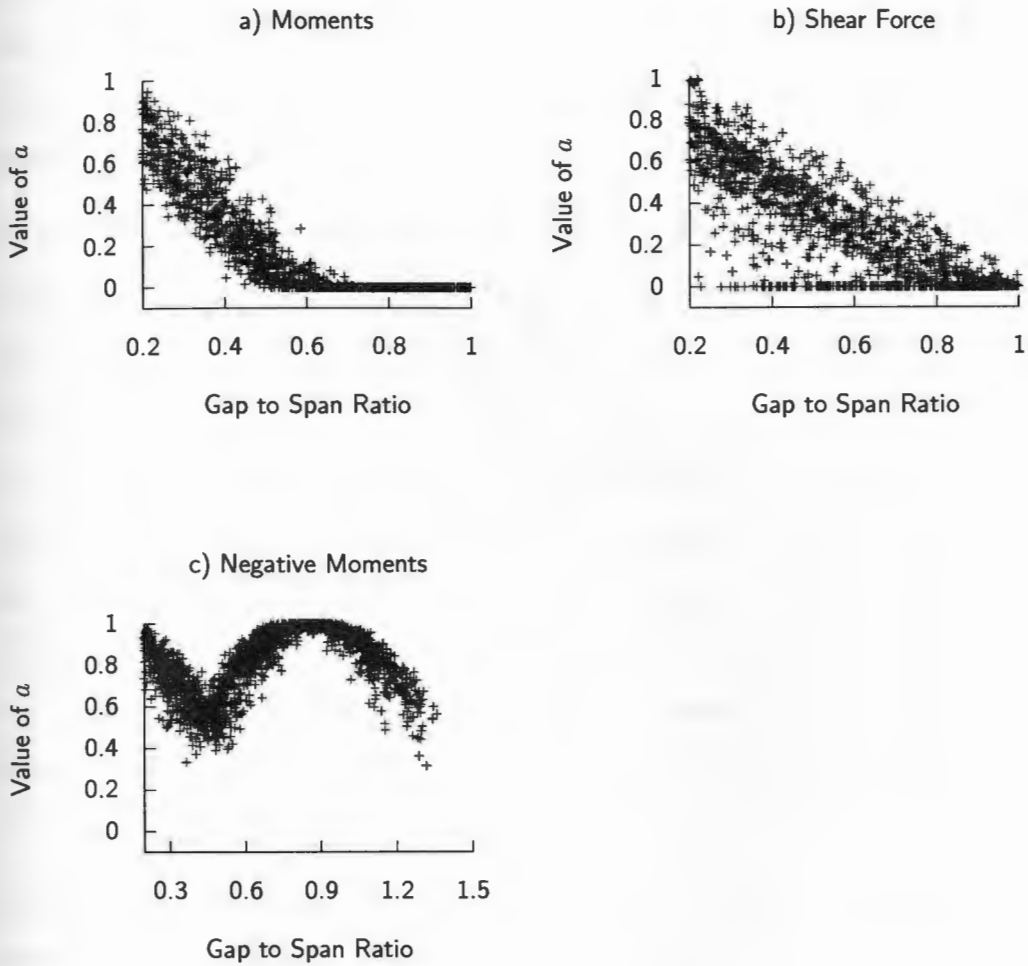 a) Moments
1
0.8
0.6
0.4
0.2
0
Value of a
0.2 0.4 0.6 0.8 1
Gap to Span Ratio
b) Shear Force
1
0.8
0.6
0.4
0.2
0
Value of a
0.2 0.4 0.6 0.8 1
Gap to Span Ratio
c) Negative Moments
1
0.8
0.6
0.4
0.2
0
Value of a
0.3 0.6 0.9 1.2 1.5
Gap to Span Ratio